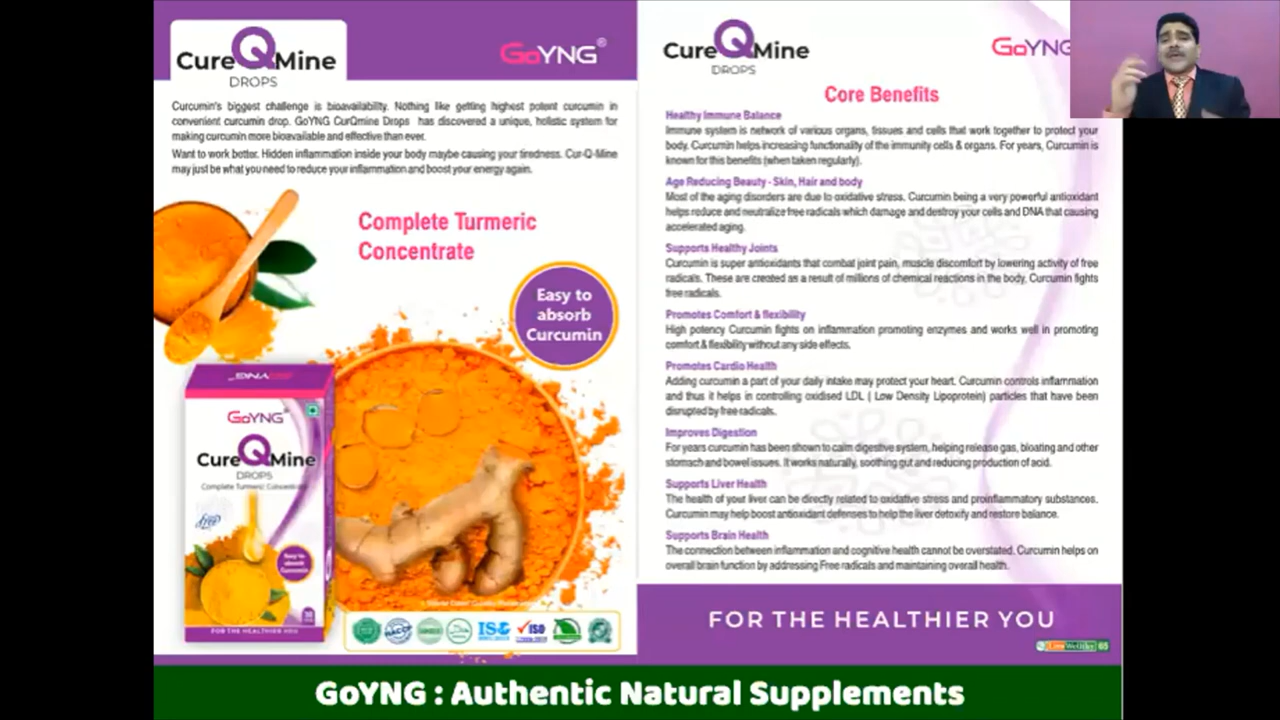 CureQMine
DROPS
GoYNG®
Curcumin's biggest challenge is bioavailability. Nothing like getting highest potent curcumin in
convenient curcumin drop. GoYNG CurQmine Drops has discovered a unique, holistic system for
making curcumin more bioavailable and effective than ever.
Want to work better. Hidden inflammation inside your body maybe causing your tiredness. Cur-Q-Mine
may just be what you need to reduce your inflammation and boost your energy again.
Complete Turmeric
Concentrate
Easy to
absorb
Curcumin
DNA
GoYNG®
CureQMine
DROPS
Complete Turmeric Concentrate
Easy to
absorb
Curcumin
30
FOR THE HEALTHIER YOU
HACCP
ISO
ISO
CureQMine
DROPS
GoYNG
Core Benefits
Healthy Immune Balance
Immune system is network of various organs, tissues and cells that work together to protect your
body. Curcumin helps increasing functionality of the immunity cells & organs. For years, Curcumin is
known for this benefits (when taken regularly).
Age Reducing Beauty - Skin, Hair and body
Most of the aging disorders are due to oxidative stress. Curcumin being a very powerful antioxidant
helps reduce and neutralize free radicals which damage and destroy your cells and DNA that causing
accelerated aging.
Supports Healthy Joints
Curcumin is super antioxidants that combat joint pain, muscle discomfort by lowering activity of free
radicals. These are created as a result of millions of chemical reactions in the body. Curcumin fights
free radicals.
Promotes Comfort & flexibility
High potency Curcumin fights on inflammation promoting enzymes and works well in promoting
comfort & flexibility without any side effects.
Promotes Cardio Health
Adding curcumin a part of your daily intake may protect your heart. Curcumin controls inflammation
and thus it helps in controlling oxidised LDL ( Low Density Lipoprotein) particles that have been
disrupted by free radicals.
Improves Digestion
For years curcumin has been shown to calm digestive system, helping release gas, bloating and other
stomach and bowel issues. It works naturally, soothing gut and reducing production of acid.
Supports Liver Health
The health of your liver can be directly related to oxidative stress and proinflammatory substances.
Curcumin may help boost antioxidant defenses to help the liver detoxify and restore balance.
Supports Brain Health
The connection between inflammation and cognitive health cannot be overstated. Curcumin helps on
overall brain function by addressing Free radicals and maintaining overall health.
FOR THE HEALTHIER YOU
65
GoYNG : Authentic Natural Supplements